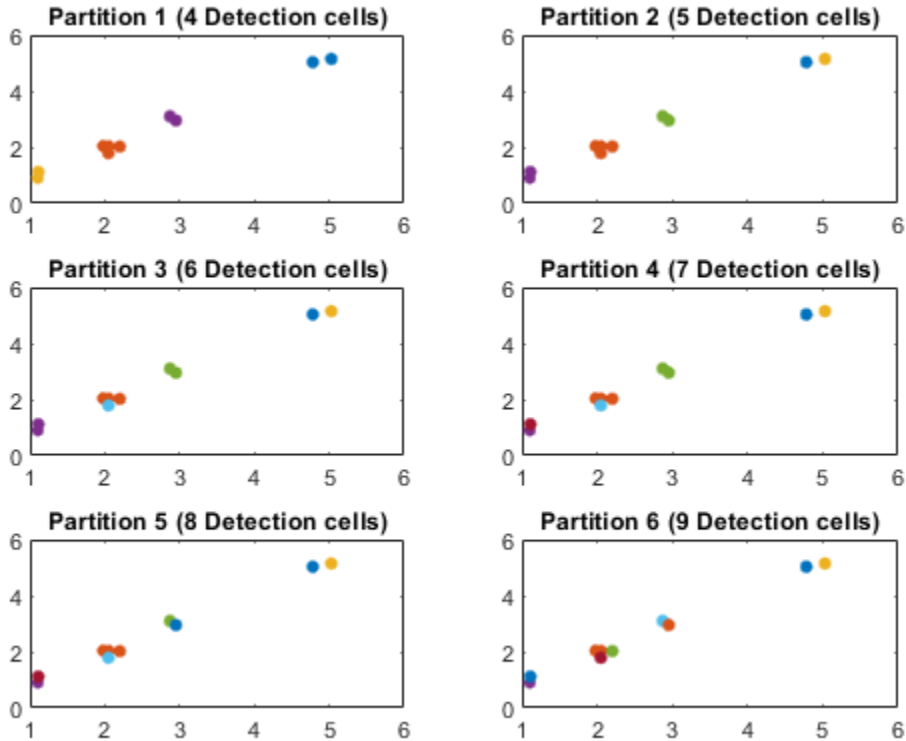 Partition 1 (4 Detection cells)
6
4
2
0
1 2 3 4 5 6
Partition 2 (5 Detection cells)
6
4
2
0
1 2 3 4 5 6
Partition 3 (6 Detection cells)
6
4
2
0
1 2 3 4 5 6
Partition 4 (7 Detection cells)
6
4
2
0
1 2 3 4 5 6
Partition 5 (8 Detection cells)
6
4
2
0
1 2 3 4 5 6
Partition 6 (9 Detection cells)
6
4
2
0
1 2 3 4 5 6